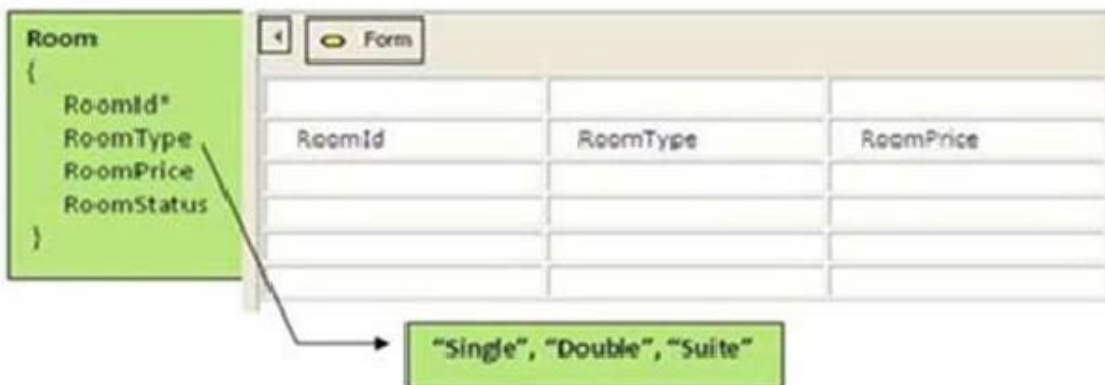 Room
{
RoomId*
RoomType
RoomPrice
RoomStatus
}
Form
RoomId RoomType RoomPrice
"Single", "Double", "Suite"